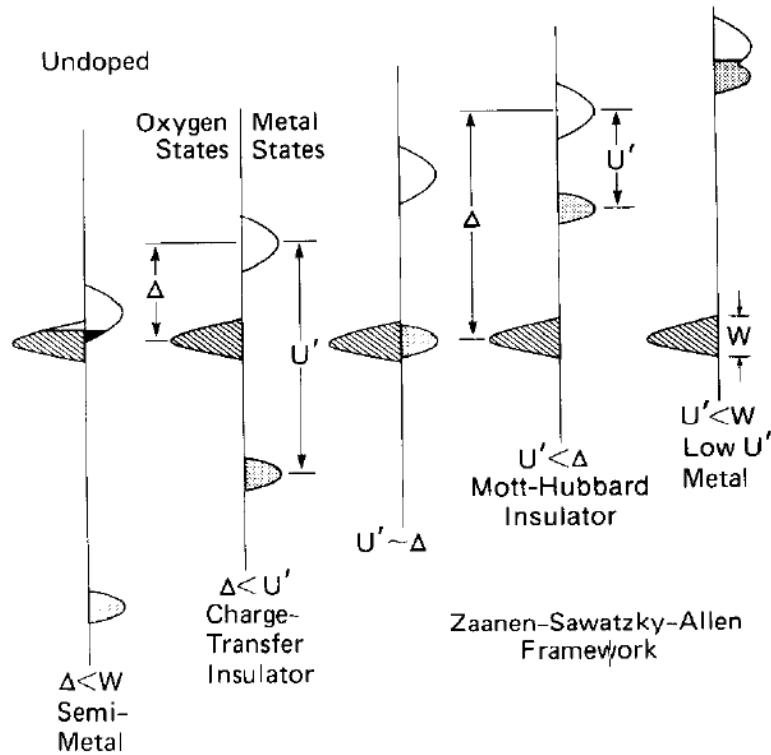 Undoped
Oxygen Metal
States States
Δ
U′
Δ
U′
W
Δ<W
Semi-
Metal
Δ<U′
Charge-
Transfer
Insulator
U′~Δ
U′<Δ
Mott-Hubbard
Insulator
U′<W
Low U′
Metal
Zaanen-Sawatzky-Allen
Framework